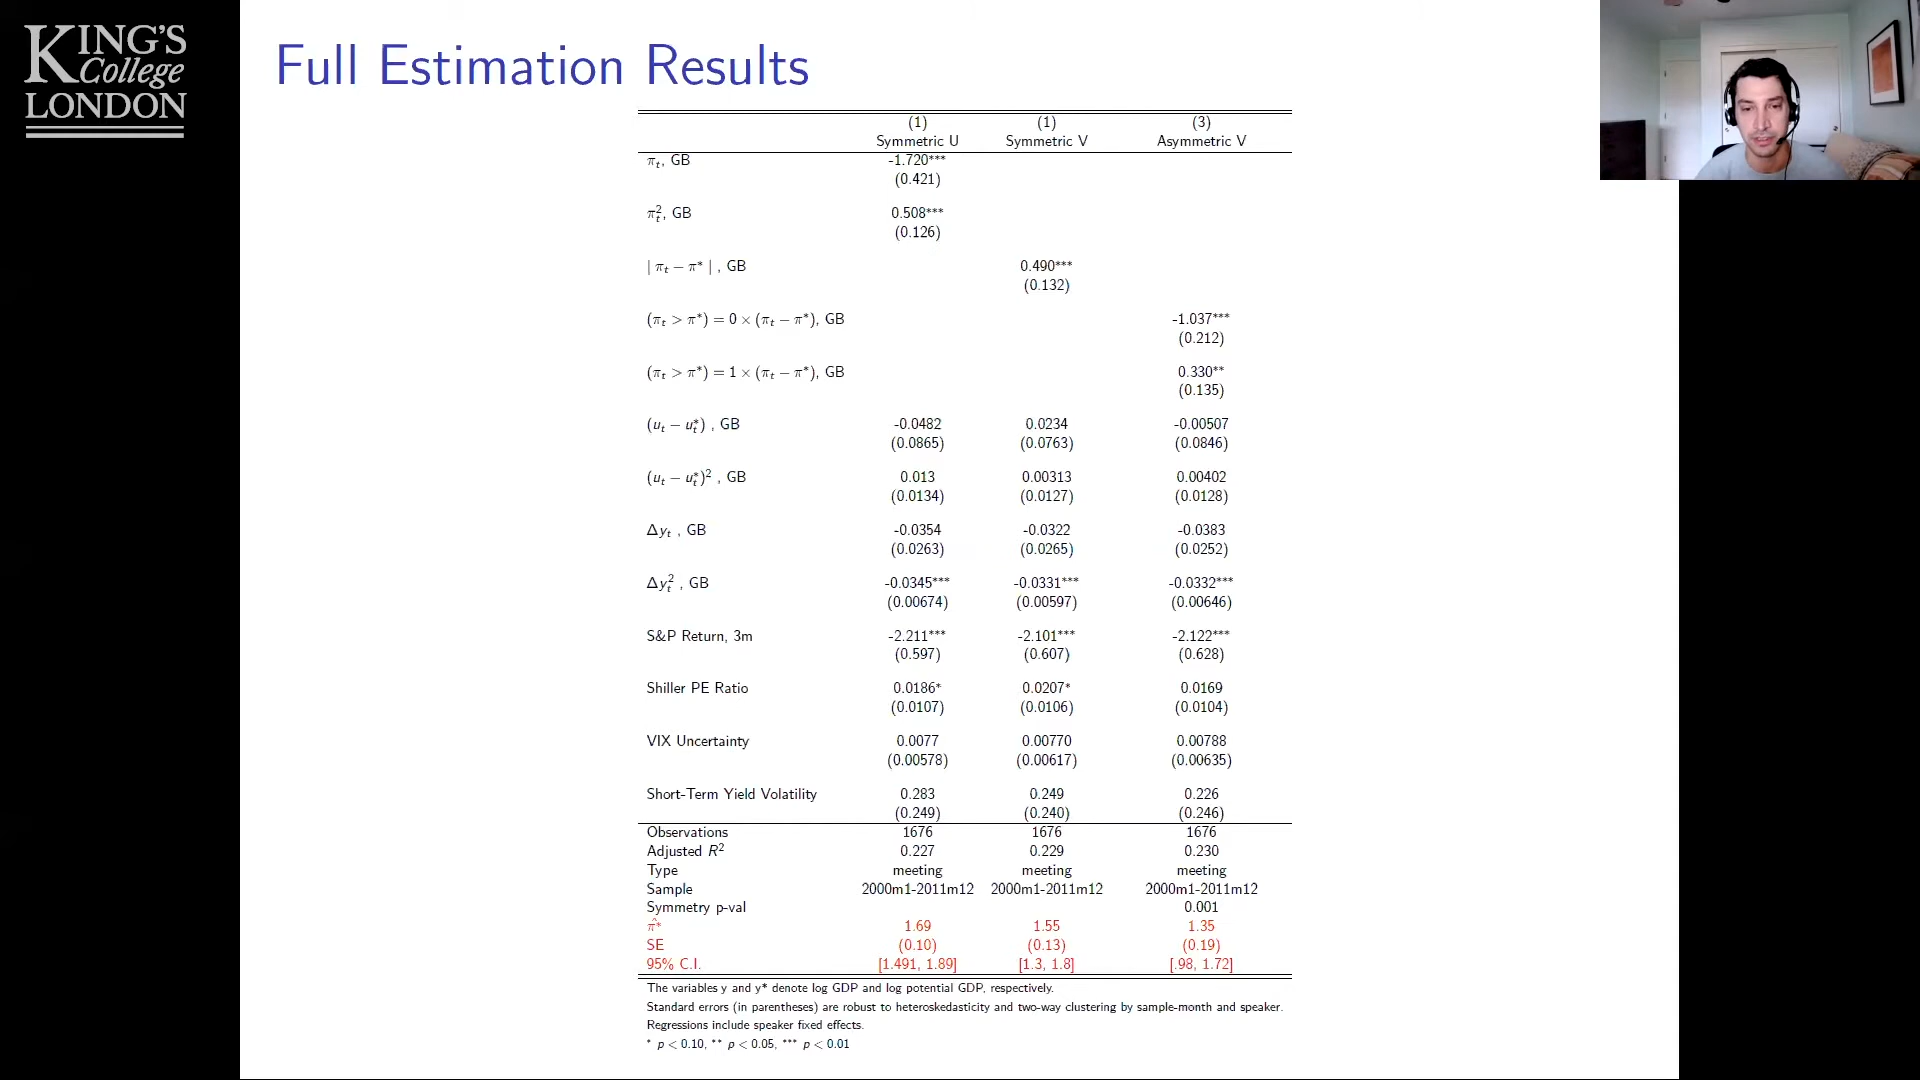 KING'S
College
LONDON
Full Estimation Results
(1) (1) (3)
Symmetric U Symmetric V Asymmetric V
πₜ, GB -1.720***
(0.421)
πₜ², GB 0.508***
(0.126)
| πₜ − π* | , GB 0.490***
(0.132)
(πₜ > π*) = 0 × (πₜ − π*), GB -1.037***
(0.212)
(πₜ > π*) = 1 × (πₜ − π*), GB 0.330**
(0.135)
(uₜ − uₜ*) , GB -0.0482 0.0234 -0.00507
(0.0865) (0.0763) (0.0846)
(uₜ − uₜ*)² , GB 0.013 0.00313 0.00402
(0.0134) (0.0127) (0.0128)
Δyₜ , GB -0.0354 -0.0322 -0.0383
(0.0263) (0.0265) (0.0252)
Δyₜ² , GB -0.0345*** -0.0331*** -0.0332***
(0.00674) (0.00597) (0.00646)
S&P Return, 3m -2.211*** -2.101*** -2.122***
(0.597) (0.607) (0.628)
Shiller PE Ratio 0.0186* 0.0207* 0.0169
(0.0107) (0.0106) (0.0104)
VIX Uncertainty 0.0077 0.00770 0.00788
(0.00578) (0.00617) (0.00635)
Short-Term Yield Volatility 0.283 0.249 0.226
(0.249) (0.240) (0.246)
Observations 1676 1676 1676
Adjusted R² 0.227 0.229 0.230
Type meeting meeting meeting
Sample 2000m1-2011m12 2000m1-2011m12 2000m1-2011m12
Symmetry p-val 0.001
π̂* 1.69 1.55 1.35
SE (0.10) (0.13) (0.19)
95% C.I. [1.491, 1.89] [1.3, 1.8] [.98, 1.72]
The variables y and y* denote log GDP and log potential GDP, respectively.
Standard errors (in parentheses) are robust to heteroskedasticity and two-way clustering by sample-month and speaker.
Regressions include speaker fixed effects.
* p < 0.10, ** p < 0.05, *** p < 0.01